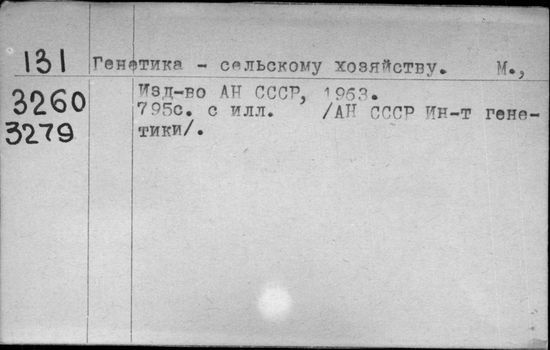 131 Генетика - сельскому хозяйству. М.,
3260 Изд-во АН СССР, 1963.
3279 795с. с илл. /АН СССР Ин-т гене-
тики/.